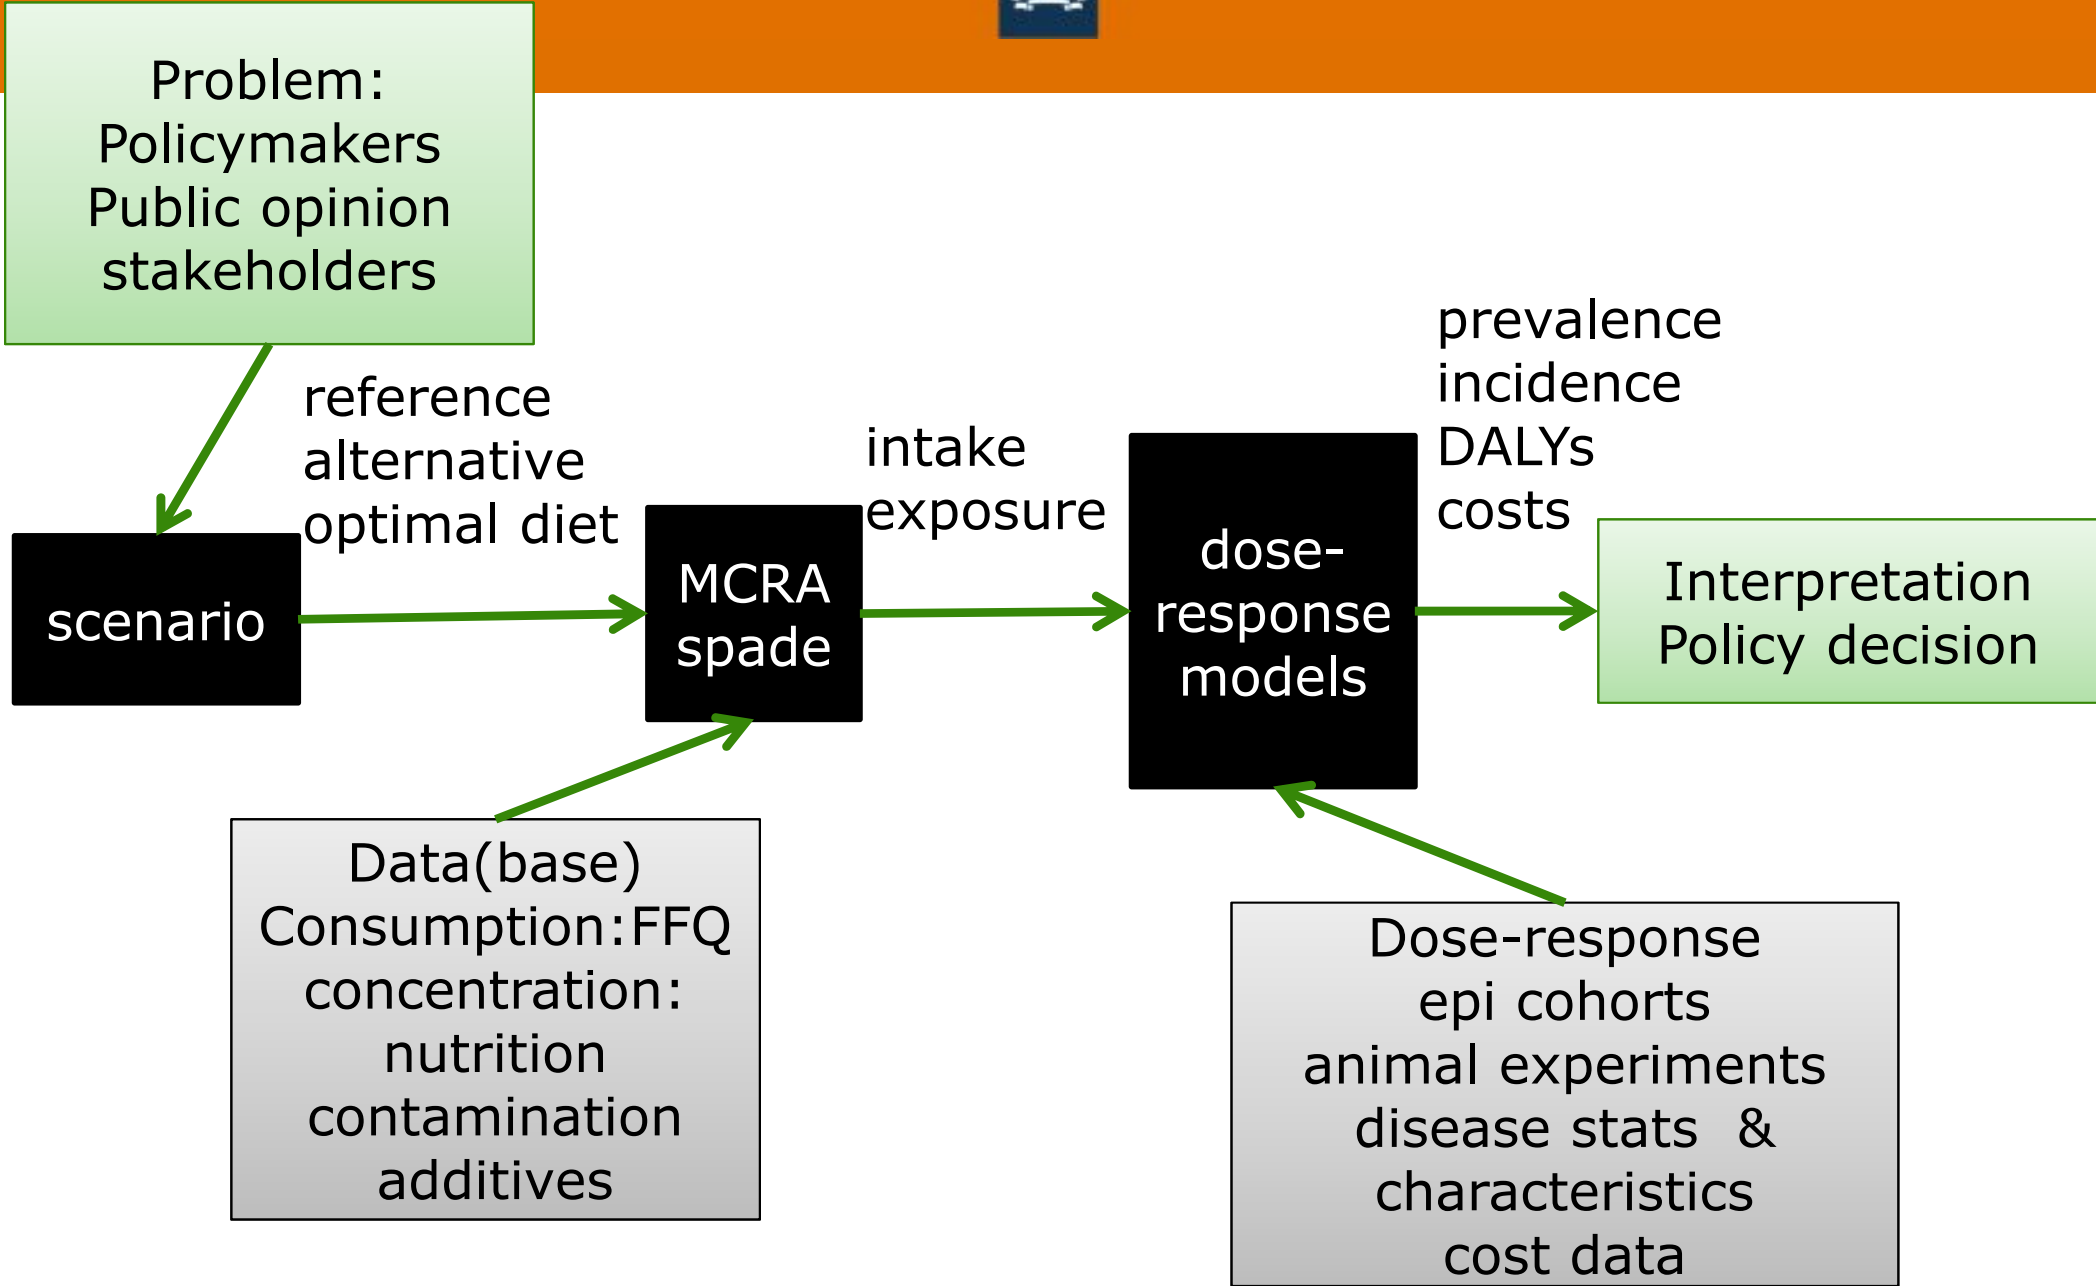 Problem:
Policymakers
Public opinion
stakeholders
reference
alternative
optimal diet
scenario
MCRA
spade
intake
exposure
dose-
response
models
prevalence
incidence
DALYs
costs
Interpretation
Policy decision
Data(base)
Consumption:FFQ
concentration:
nutrition
contamination
additives
Dose-response
epi cohorts
animal experiments
disease stats  &
characteristics
cost data